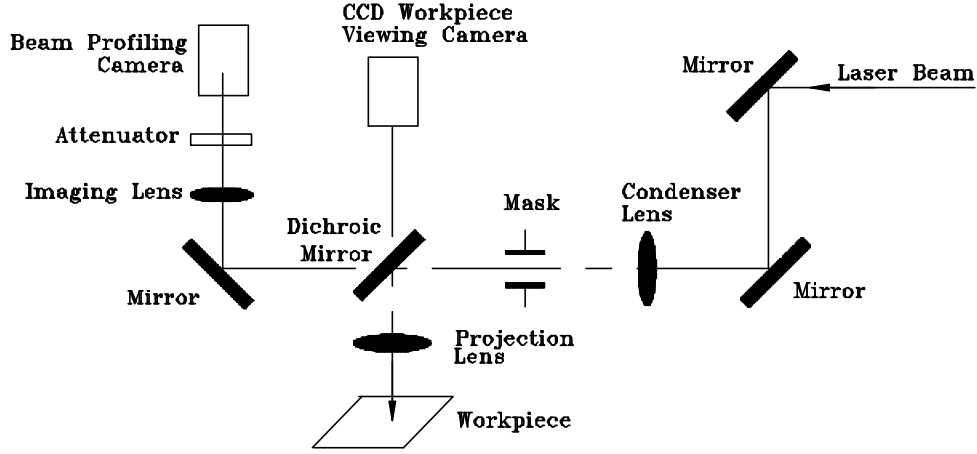 CCD Workpiece
Viewing Camera
Beam Profiling
Camera
Mirror
Laser Beam
Attenuator
Imaging Lens
Condenser
Lens
Mask
Dichroic
Mirror
Mirror
Mirror
Projection
Lens
Workpiece